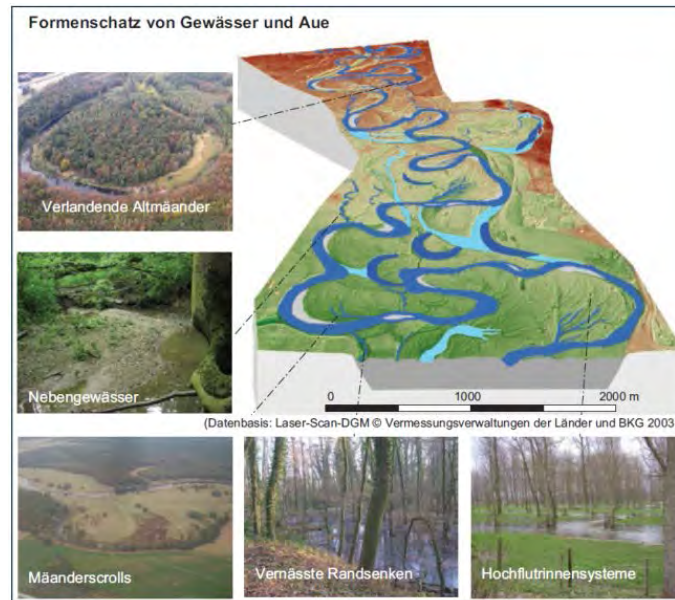 Formenschatz von Gewässer und Aue
Verlandende Altmäander
Nebengewässer
0 1000 2000 m
(Datenbasis: Laser-Scan-DGM © Vermessungsverwaltungen der Länder und BKG 2003
Mäanderscrolls
Vernässte Randsenken
Hochflutrinnensysteme